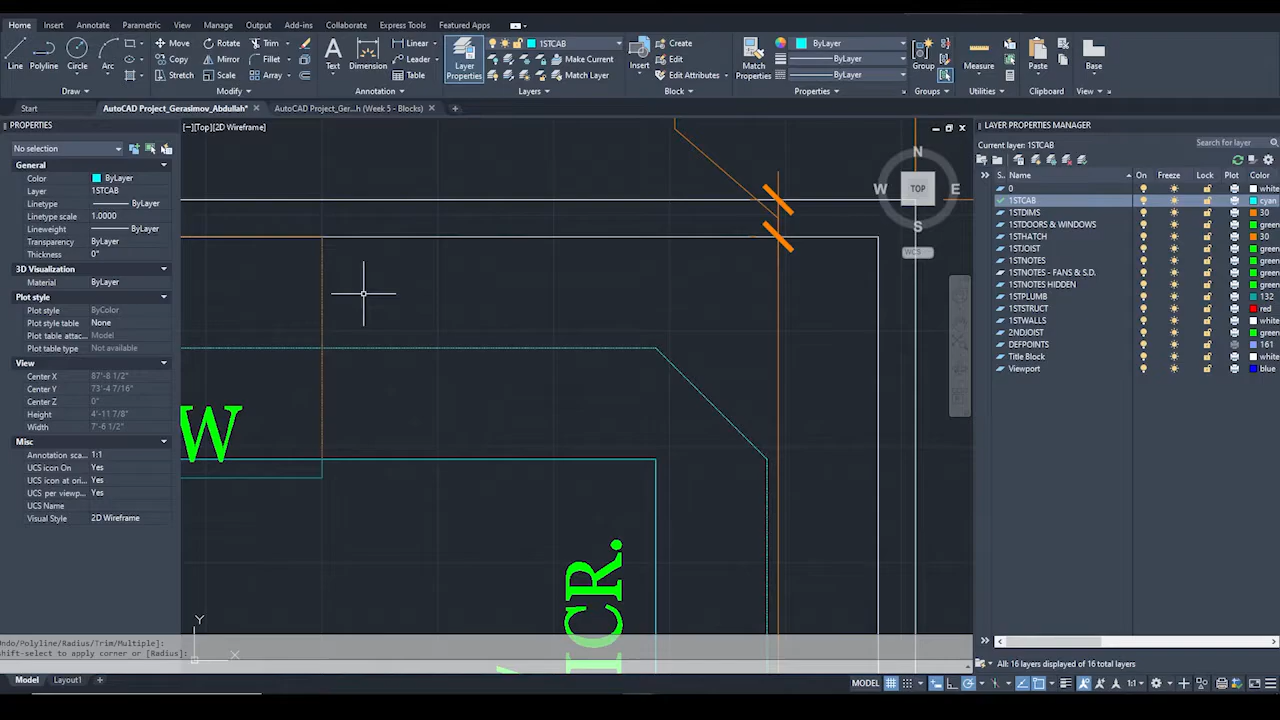 Home Insert Annotate Parametric View Manage Output Add-ins Collaborate Express Tools Featured Apps
Line Polyline Circle Arc
Move Rotate Trim
Copy Mirror Fillet
Stretch Scale Array
Text Dimension
Linear
Leader
Table
Layer Properties
1STCAB
Make Current
Match Layer
Insert
Create
Edit
Edit Attributes
Match Properties
ByLayer
ByLayer
ByLayer
Group Measure Paste Base
Draw Modify Annotation Layers Block Properties Groups Utilities Clipboard View
Start AutoCAD Project_Gerasimov_Abdullah* AutoCAD Project_Ger...h (Week 5 - Blocks)
PROPERTIES
No selection
General
Color ByLayer
Layer 1STCAB
Linetype ByLayer
Linetype scale 1.0000
Lineweight ByLayer
Transparency ByLayer
Thickness 0"
3D Visualization
Material ByLayer
Plot style
Plot style ByColor
Plot style table None
Plot table attac... Model
Plot table type Not available
View
Center X 87'-8 1/2"
Center Y 73'-4 7/16"
Center Z 0"
Height 4'-11 7/8"
Width 7'-6 1/2"
Misc
Annotation sca... 1:1
UCS icon On Yes
UCS icon at ori... Yes
UCS per viewp... Yes
UCS Name
Visual Style 2D Wireframe
[−][Top][2D Wireframe]
N
W TOP E
S
WCS
W
ICR.
Y
Undo/Polyline/Radius/Trim/Multiple]:
shift-select to apply corner or [Radius]:
LAYER PROPERTIES MANAGER
Current layer: 1STCAB
Search for layer
S.. Name On Freeze Lock Plot Color
0 white
1STCAB cyan
1STDIMS 30
1STDOORS & WINDOWS green
1STHATCH 30
1STJOIST green
1STNOTES green
1STNOTES - FANS & S.D. green
1STNOTES HIDDEN green
1STPLUMB 132
1STSTRUCT red
1STWALLS white
2NDJOIST green
DEFPOINTS 161
Title Block white
Viewport blue
All: 16 layers displayed of 16 total layers
Model Layout1
MODEL
1:1